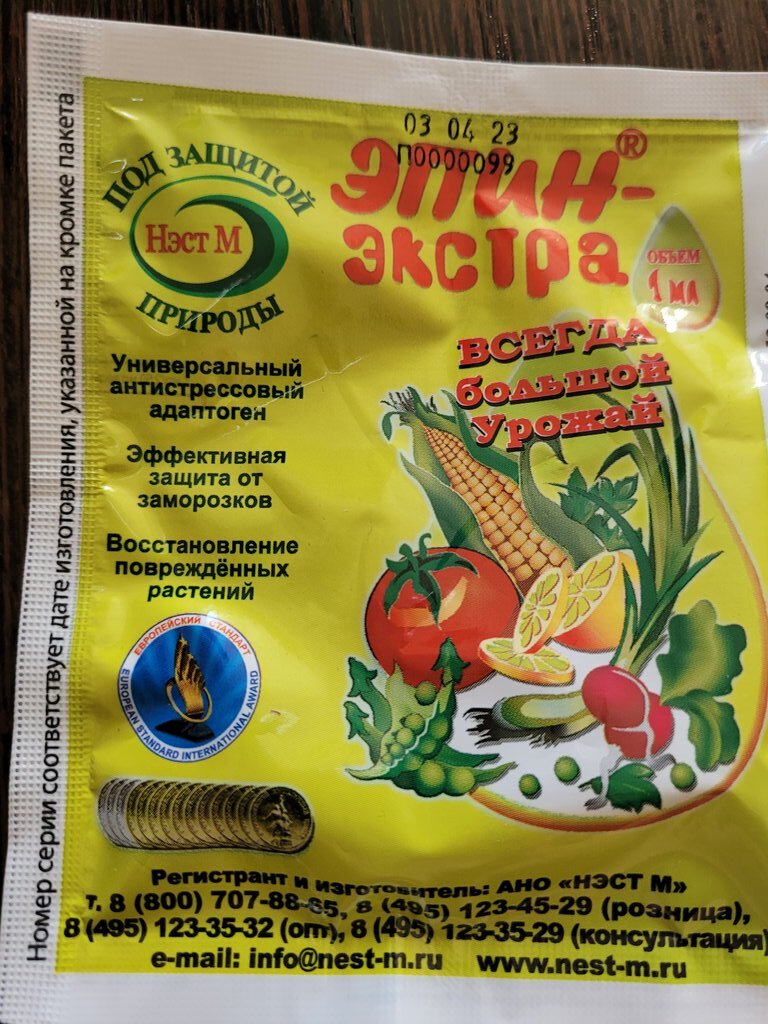 Номер серии соответствует дате изготовления, указанной на кромке пакета
03 04 23
П0000099
ПОД ЗАЩИТОЙ
Нэст М
ПРИРОДЫ
ЭПИН-®
экстра
ОБЪЕМ
1 мл
ВСЕГДА
большой
Урожай
Универсальный
антистрессовый
адаптоген
Эффективная
защита от
заморозков
Восстановление
повреждённых
растений
ЕВРОПЕЙСКИЙ СТАНДАРТ
EUROPEAN STANDARD INTERNATIONAL AWARD
Регистрант и изготовитель: АНО «НЭСТ М»
т. 8 (800) 707-88-65, 8 (495) 123-45-29 (розница),
8 (495) 123-35-32 (опт), 8 (495) 123-35-29 (консультация)
e-mail: info@nest-m.ru www.nest-m.ru